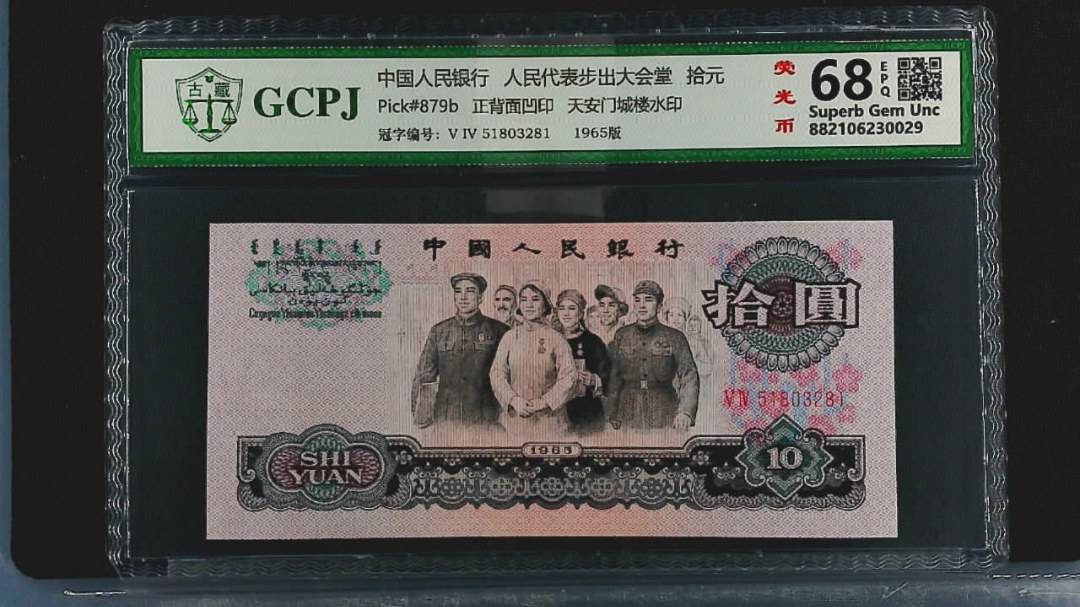 古藏
GCPJ
中国人民银行 人民代表步出大会堂 拾元
Pick#879b 正背面凹印 天安门城楼水印
冠字编号：V IV 51803281 1965版
荧光币
68
EPQ
Superb Gem Unc
882106230029
中國人民銀行
拾圓
V IV 51803281
1965
SHI
YUAN
10